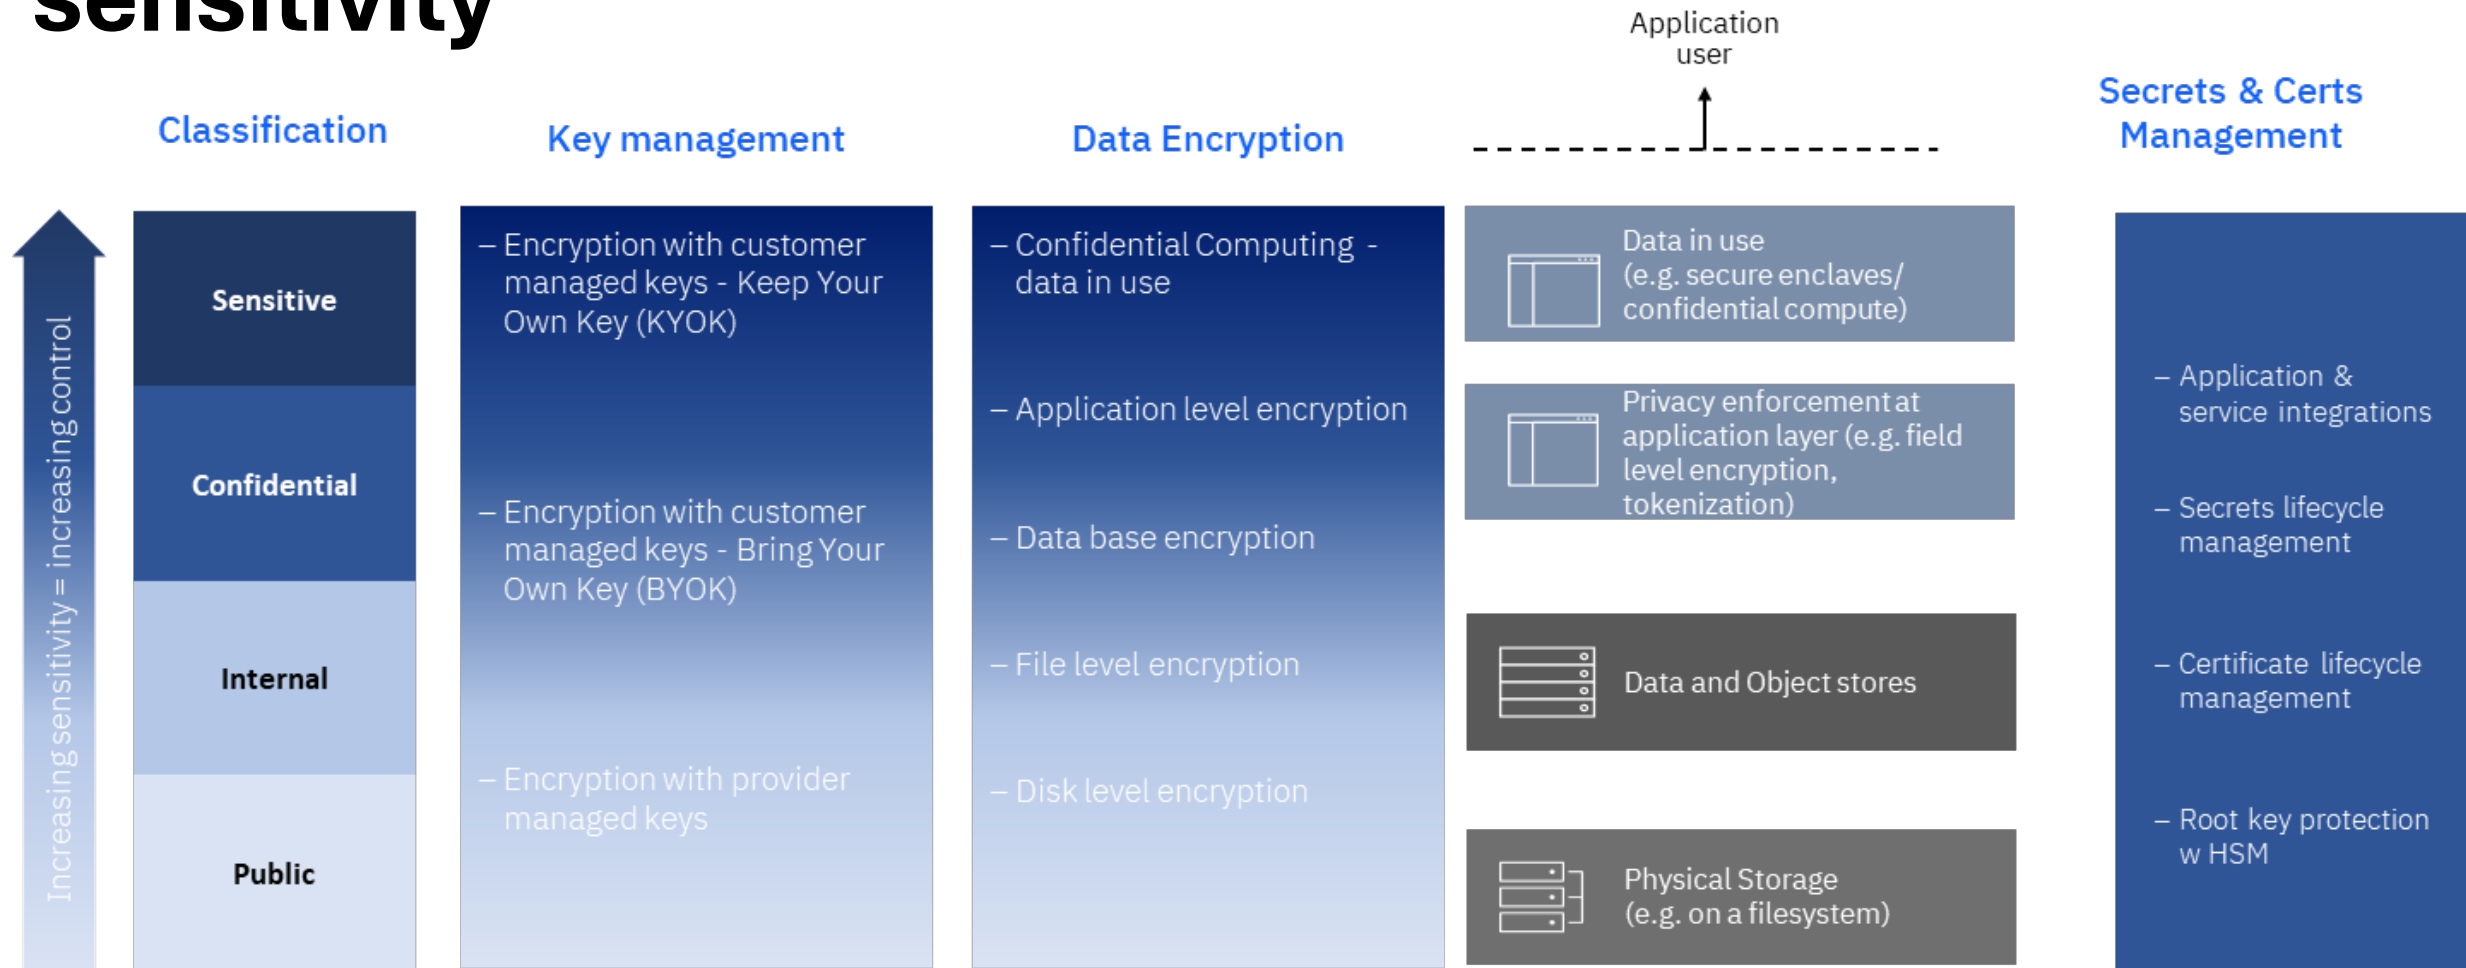 sensitivity
Application
user
Classification
Key management
Data Encryption
Secrets & Certs
Management
Increasing sensitivity = increasing control
Sensitive
Confidential
Internal
Public
– Encryption with customer
managed keys - Keep Your
Own Key (KYOK)
– Encryption with customer
managed keys - Bring Your
Own Key (BYOK)
– Encryption with provider
managed keys
– Confidential Computing -
data in use
– Application level encryption
– Data base encryption
– File level encryption
– Disk level encryption
Data in use
(e.g. secure enclaves/
confidential compute)
Privacy enforcement at
application layer (e.g. field
level encryption,
tokenization)
Data and Object stores
Physical Storage
(e.g. on a filesystem)
– Application &
service integrations
– Secrets lifecycle
management
– Certificate lifecycle
management
– Root key protection
w HSM